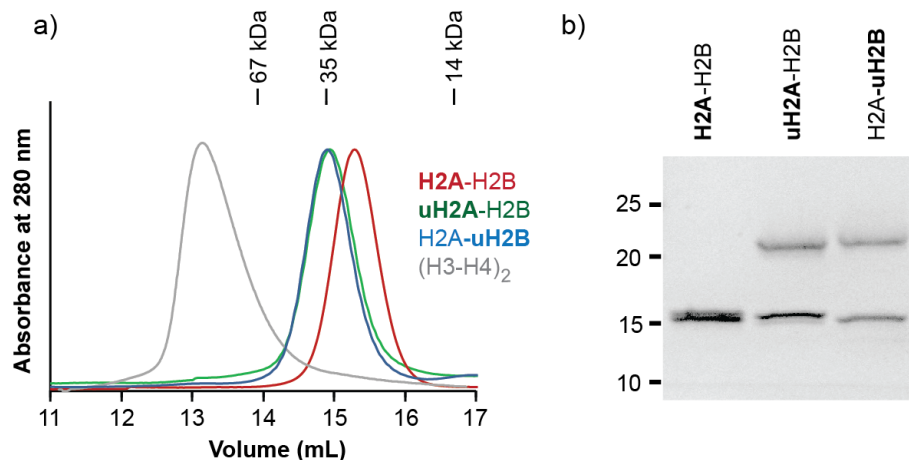 a)
– 67 kDa
– 35 kDa
– 14 kDa
Absorbance at 280 nm
H2A-H2B
uH2A-H2B
H2A-uH2B
(H3-H4)2
11 12 13 14 15 16 17
Volume (mL)
b)
H2A-H2B
uH2A-H2B
H2A-uH2B
25
20
15
10